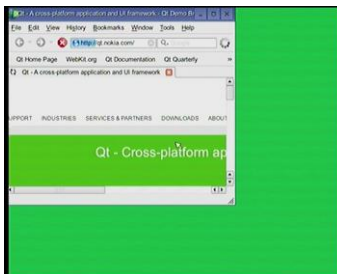 Qt - A cross-platform application and UI framework - Qt Demo Br
File Edit View History Bookmarks Window Tools Help
http://qt.nokia.com/
Qt Home Page WebKit.org Qt Documentation Qt Quarterly »
Qt - A cross-platform application and UI framework
UPPORT INDUSTRIES SERVICES & PARTNERS DOWNLOADS ABOUT
Qt - Cross-platform ap